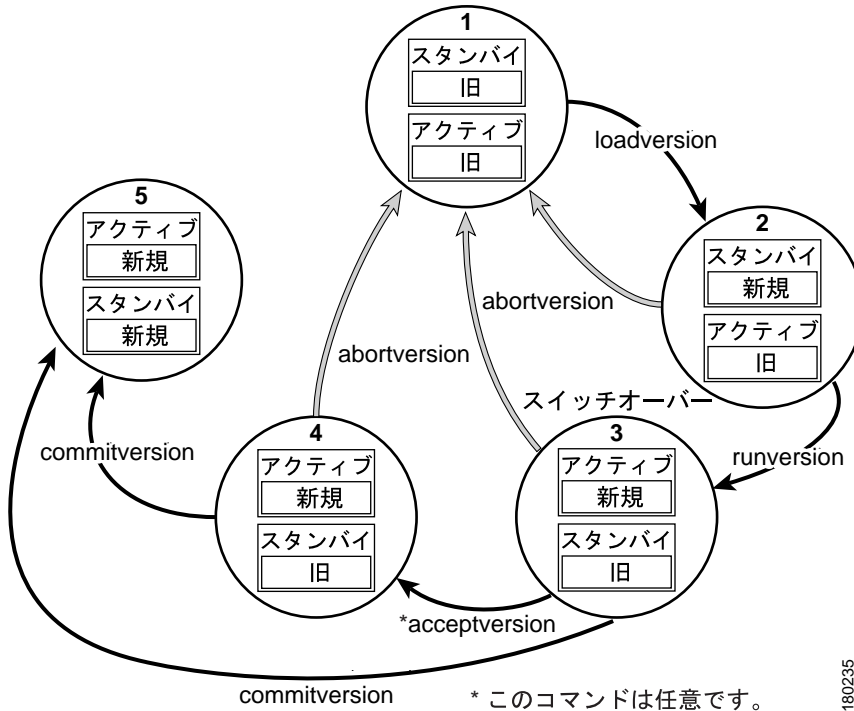 1
スタンバイ
旧
アクティブ
旧
loadversion
5
アクティブ
新規
スタンバイ
新規
2
スタンバイ
新規
アクティブ
旧
abortversion
abortversion
スイッチオーバー
commitversion
4
アクティブ
新規
スタンバイ
旧
3
アクティブ
新規
スタンバイ
旧
runversion
*acceptversion
commitversion
* このコマンドは任意です。
180235